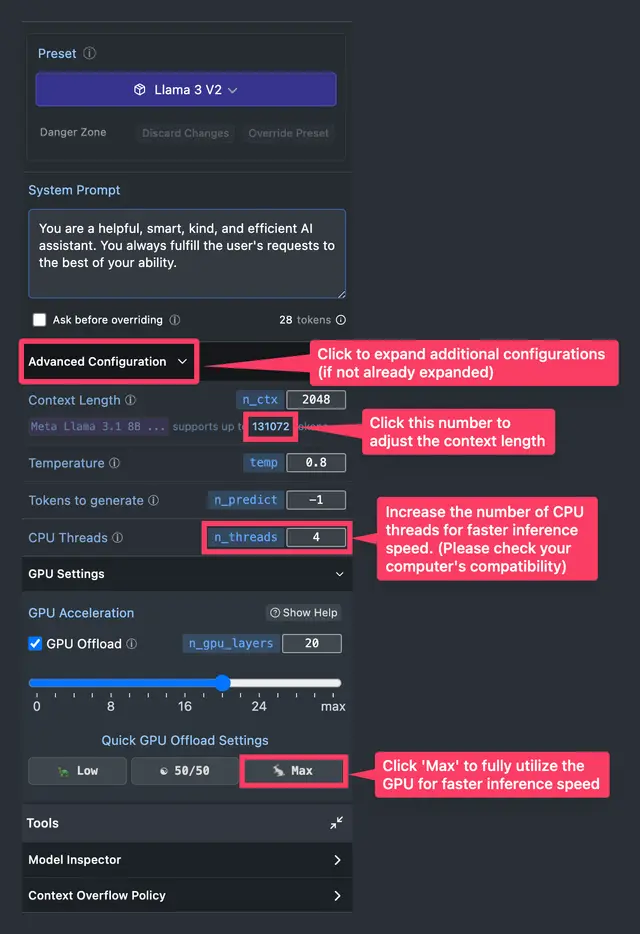 Preset ⓘ
Llama 3 V2
Danger Zone Discard Changes Override Preset
System Prompt
You are a helpful, smart, kind, and efficient AI
assistant. You always fulfill the user's requests to
the best of your ability.
Ask before overriding ⓘ 28 tokens ⓘ
Advanced Configuration
Click to expand additional configurations
(if not already expanded)
Context Length ⓘ n_ctx 2048
Meta Llama 3.1 8B ... supports up to 131072
Click this number to
adjust the context length
Temperature ⓘ temp 0.8
Tokens to generate ⓘ n_predict -1
CPU Threads ⓘ n_threads 4
Increase the number of CPU
threads for faster inference
speed. (Please check your
computer's compatibility)
GPU Settings
GPU Acceleration Show Help
GPU Offload ⓘ n_gpu_layers 20
0 8 16 24 max
Quick GPU Offload Settings
Low 50/50 Max
Click 'Max' to fully utilize the
GPU for faster inference speed
Tools
Model Inspector
Context Overflow Policy